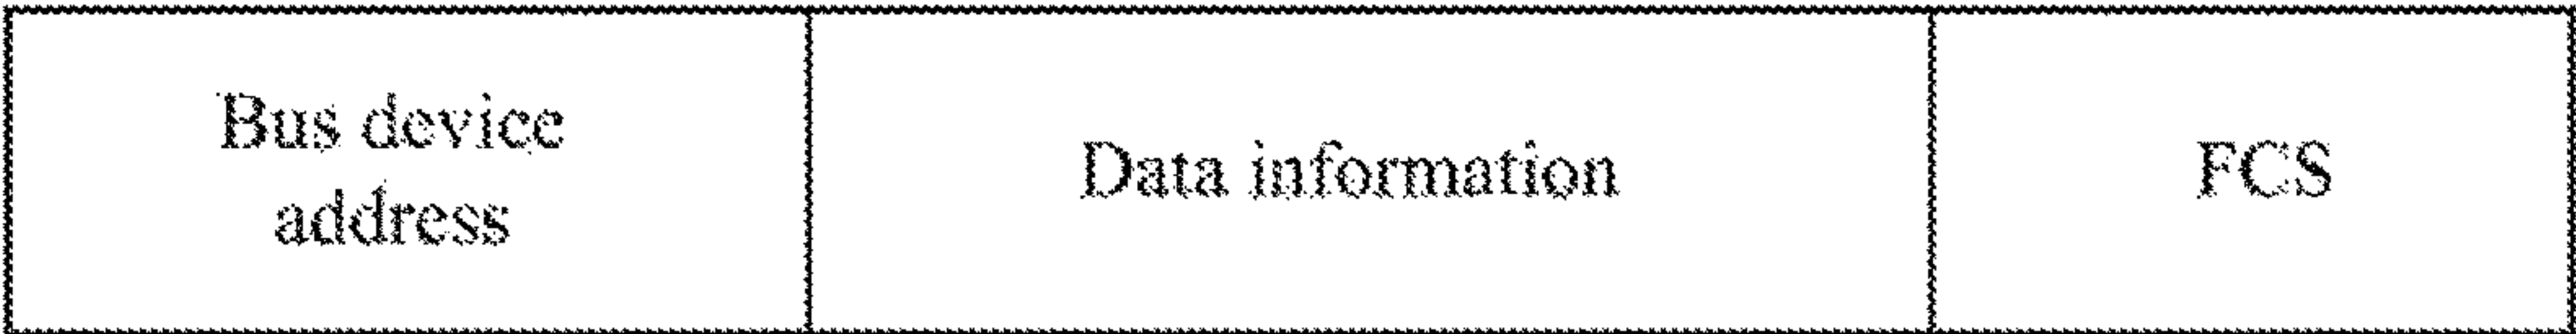 Bus device
address
Data information
FCS